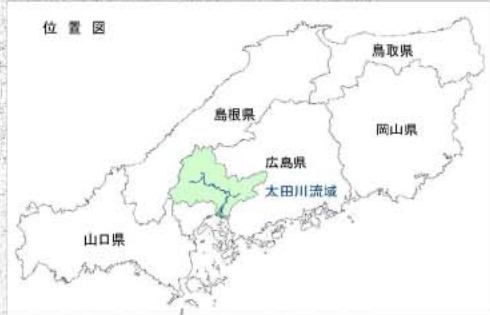 位置図
鳥取県
島根県
岡山県
広島県
太田川流域
山口県